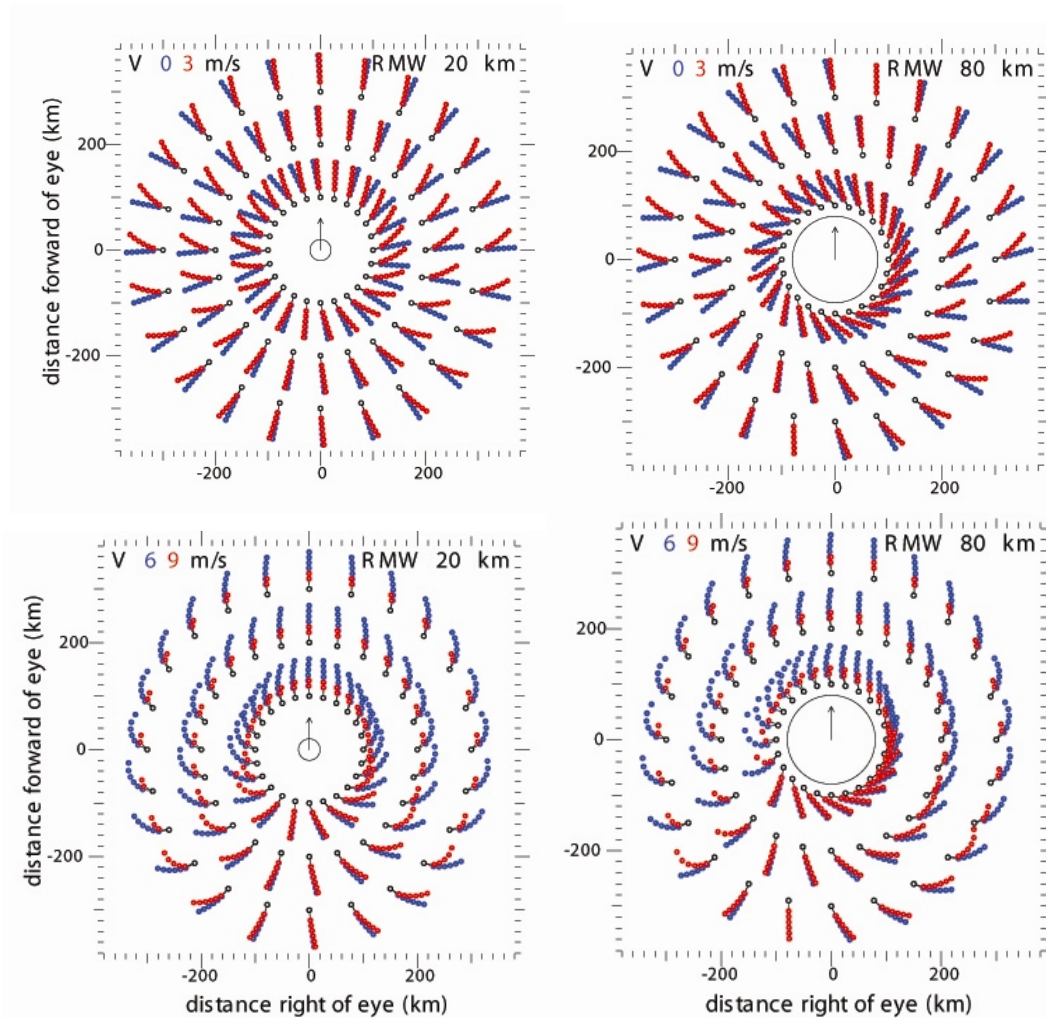 V 0 3 m/s RMW 20 km
distance forward of eye (km)
200
0
-200
-200 0 200
V 0 3 m/s RMW 80 km
200
0
-200
-200 0 200
V 6 9 m/s RMW 20 km
distance forward of eye (km)
200
0
-200
-200 0 200
distance right of eye (km)
V 6 9 m/s RMW 80 km
200
0
-200
-200 0 200
distance right of eye (km)